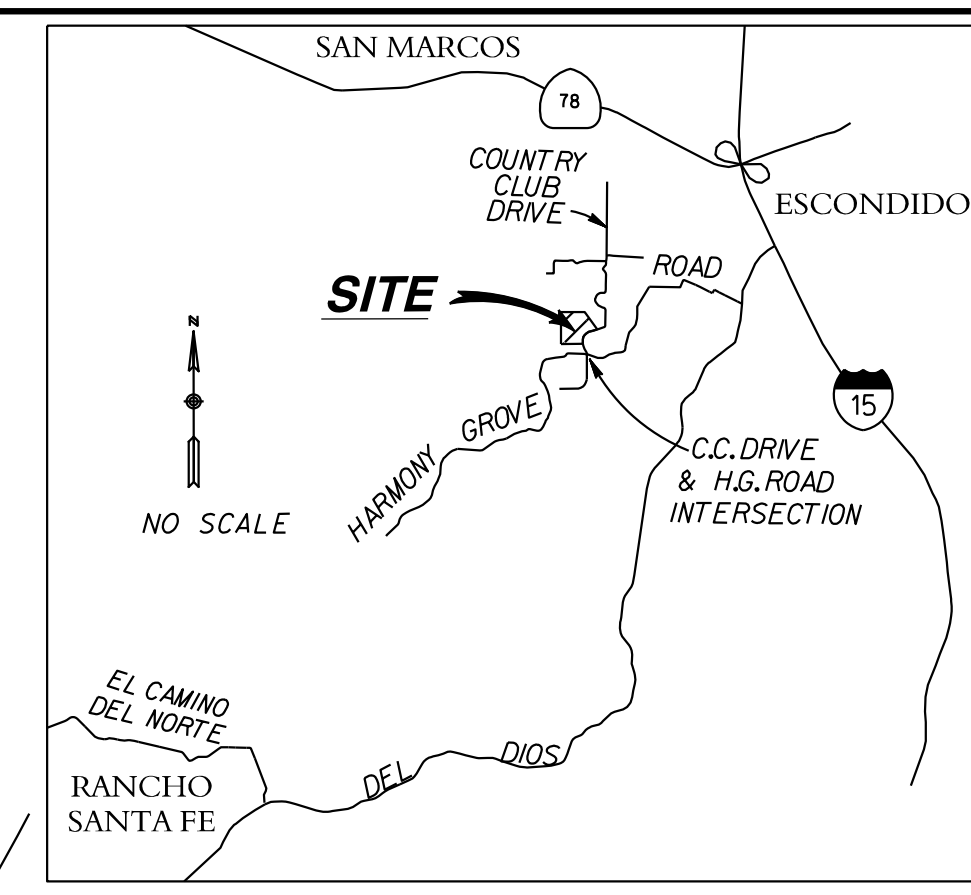 SAN MARCOS
78
COUNTRY
CLUB
DRIVE
ESCONDIDO
ROAD
SITE
N
15
HARMONY GROVE
C.C. DRIVE
& H.G. ROAD
INTERSECTION
NO SCALE
EL CAMINO
DEL NORTE
DEL DIOS
RANCHO
SANTA FE